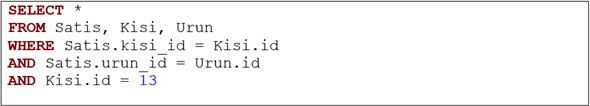 SELECT *
FROM Satis, Kisi, Urun
WHERE Satis.kisi_id = Kisi.id
AND Satis.urun_id = Urun.id
AND Kisi.id = 13